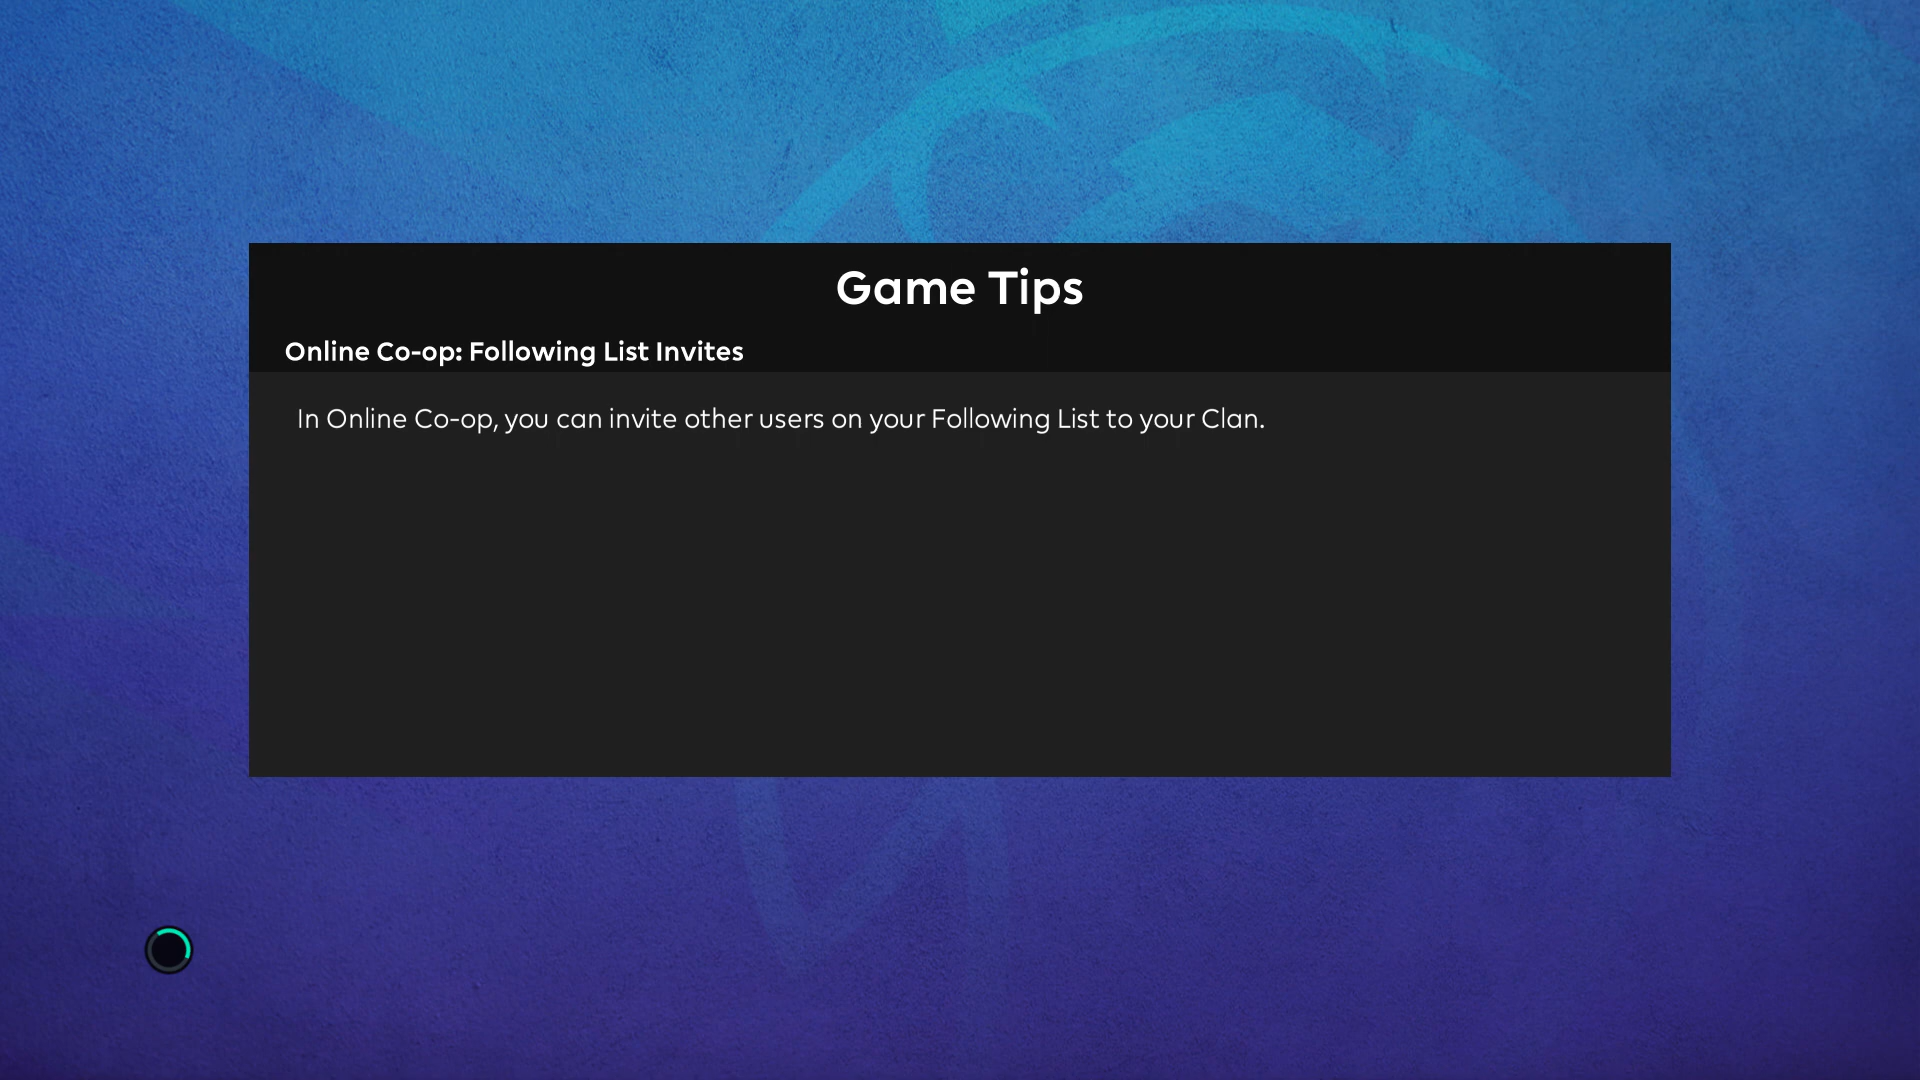 Game Tips
Online Co-op: Following List Invites
In Online Co-op, you can invite other users on your Following List to your Clan.